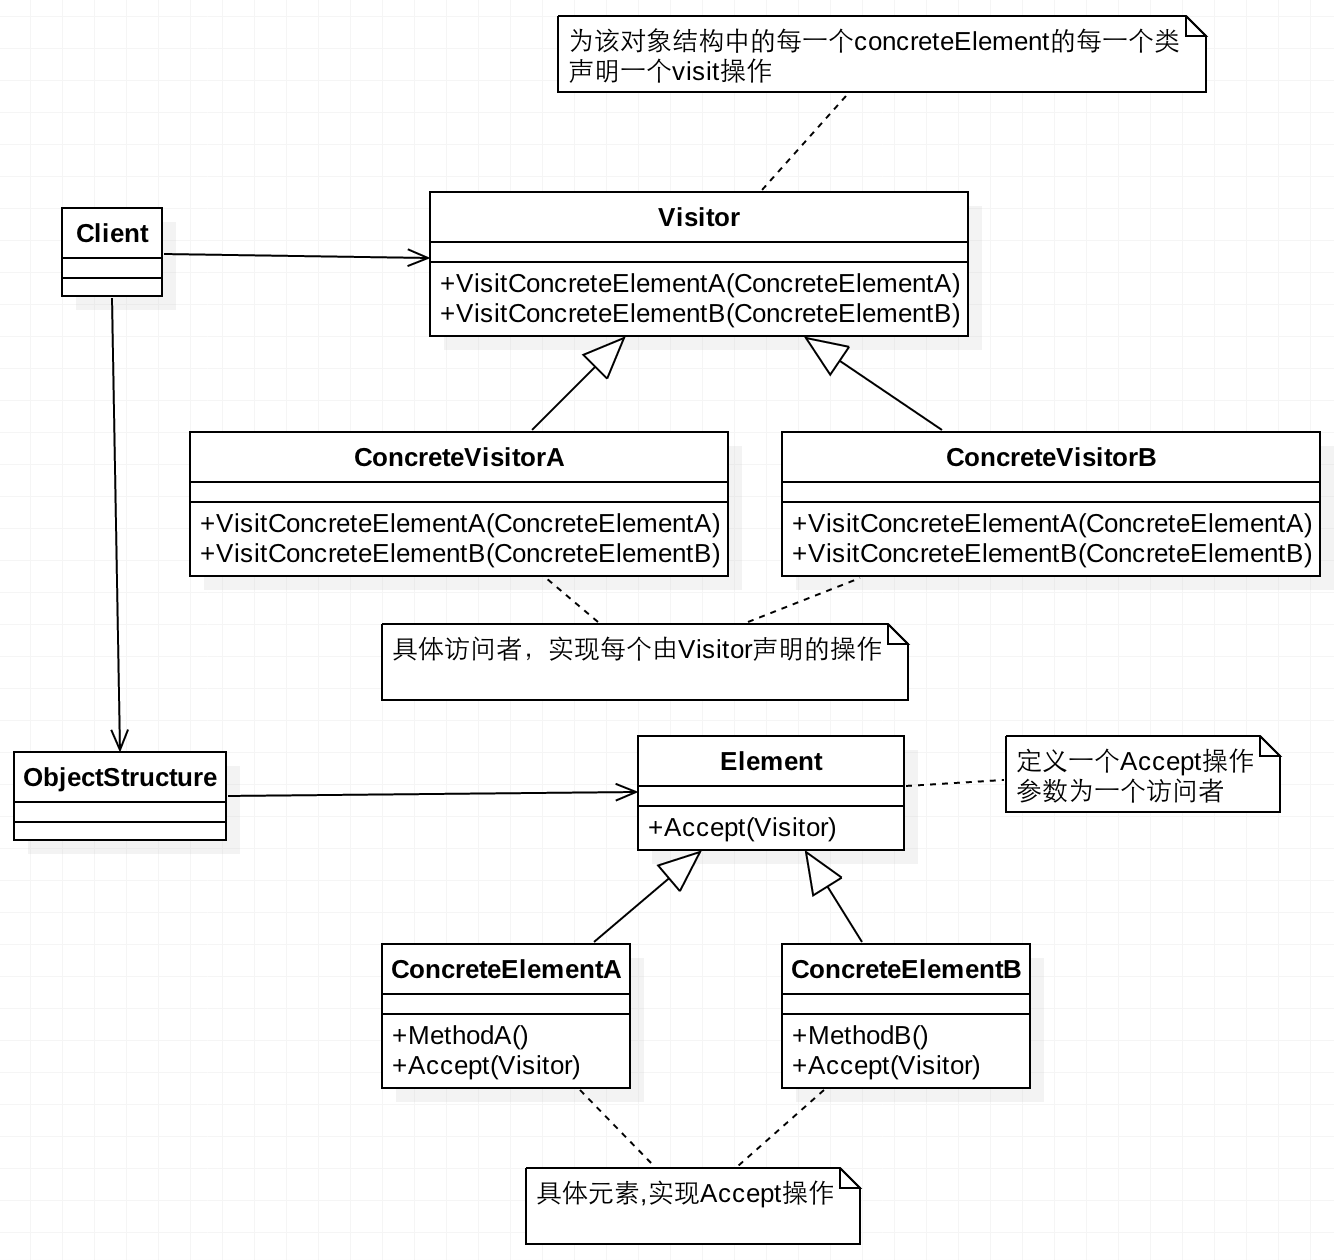 为该对象结构中的每一个concreteElement的每一个类
声明一个visit操作
Client
Visitor
+VisitConcreteElementA(ConcreteElementA)
+VisitConcreteElementB(ConcreteElementB)
ConcreteVisitorA
+VisitConcreteElementA(ConcreteElementA)
+VisitConcreteElementB(ConcreteElementB)
ConcreteVisitorB
+VisitConcreteElementA(ConcreteElementA)
+VisitConcreteElementB(ConcreteElementB)
具体访问者，实现每个由Visitor声明的操作
ObjectStructure
Element
+Accept(Visitor)
定义一个Accept操作
参数为一个访问者
ConcreteElementA
+MethodA()
+Accept(Visitor)
ConcreteElementB
+MethodB()
+Accept(Visitor)
具体元素,实现Accept操作